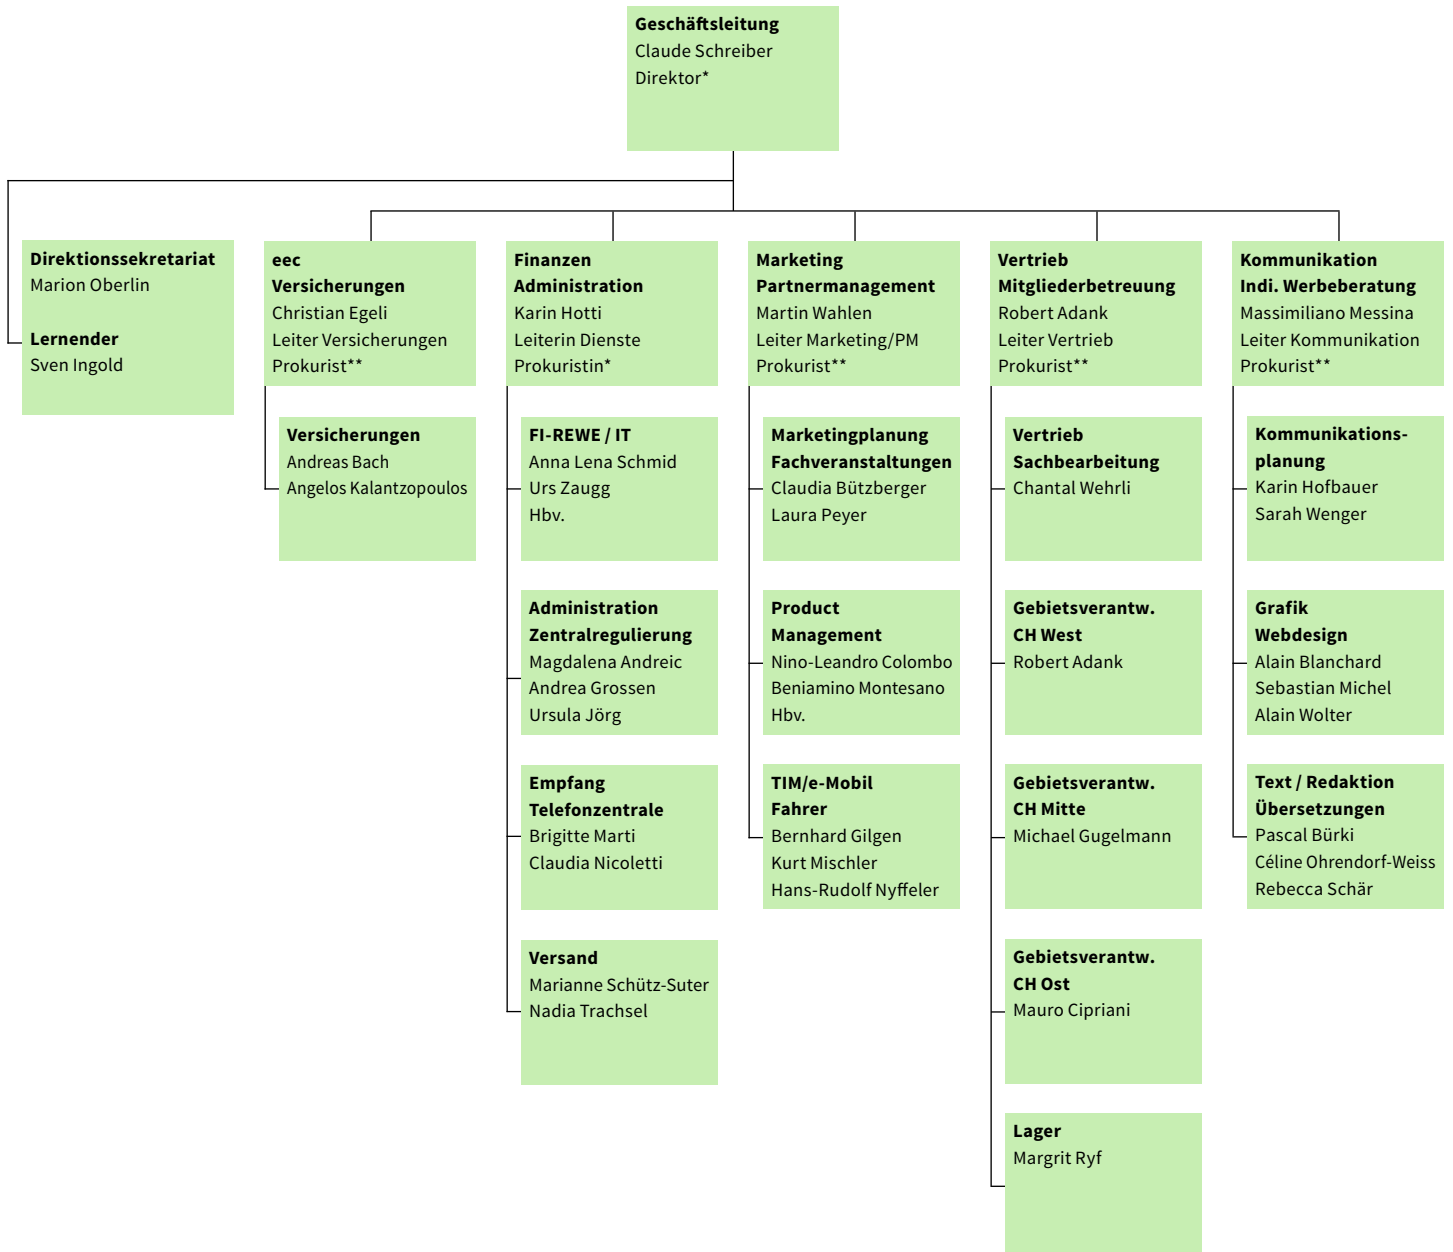 Geschäftsleitung
Claude Schreiber
Direktor*
Direktionssekretariat
Marion Oberlin
Lernender
Sven Ingold
eec
Versicherungen
Christian Egeli
Leiter Versicherungen
Prokurist**
Versicherungen
Andreas Bach
Angelos Kalantzopoulos
Finanzen
Administration
Karin Hotti
Leiterin Dienste
Prokuristin*
FI-REWE / IT
Anna Lena Schmid
Urs Zaugg
Hbv.
Administration
Zentralregulierung
Magdalena Andreic
Andrea Grossen
Ursula Jörg
Empfang
Telefonzentrale
Brigitte Marti
Claudia Nicoletti
Versand
Marianne Schütz-Suter
Nadia Trachsel
Marketing
Partnermanagement
Martin Wahlen
Leiter Marketing/PM
Prokurist**
Marketingplanung
Fachveranstaltungen
Claudia Bützberger
Laura Peyer
Product
Management
Nino-Leandro Colombo
Beniamino Montesano
Hbv.
TIM/e-Mobil
Fahrer
Bernhard Gilgen
Kurt Mischler
Hans-Rudolf Nyffeler
Vertrieb
Mitgliederbetreuung
Robert Adank
Leiter Vertrieb
Prokurist**
Vertrieb
Sachbearbeitung
Chantal Wehrli
Gebietsverantw.
CH West
Robert Adank
Gebietsverantw.
CH Mitte
Michael Gugelmann
Gebietsverantw.
CH Ost
Mauro Cipriani
Lager
Margrit Ryf
Kommunikation
Indi. Werbeberatung
Massimiliano Messina
Leiter Kommunikation
Prokurist**
Kommunikations-
planung
Karin Hofbauer
Sarah Wenger
Grafik
Webdesign
Alain Blanchard
Sebastian Michel
Alain Wolter
Text / Redaktion
Übersetzungen
Pascal Bürki
Céline Ohrendorf-Weiss
Rebecca Schär